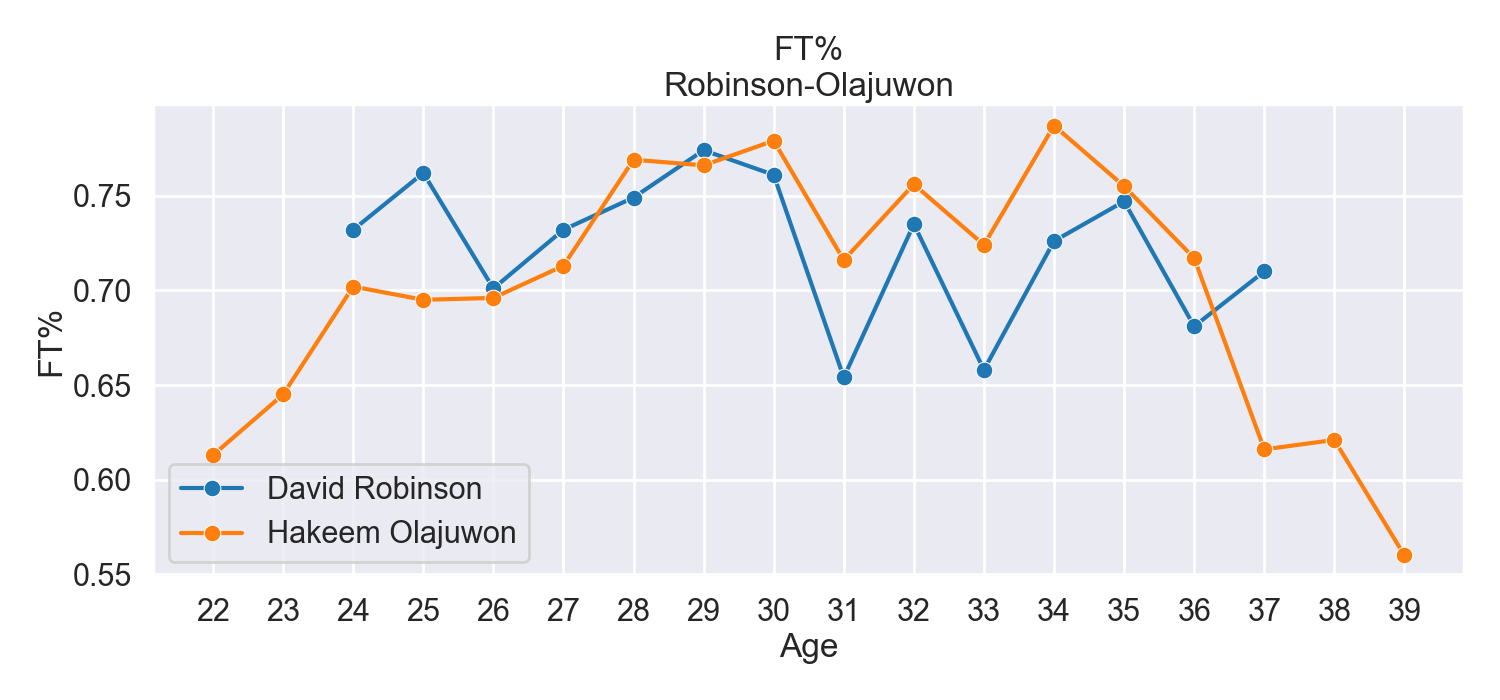 FT%
Robinson-Olajuwon
FT%
0.75
0.70
0.65
0.60
0.55
David Robinson
Hakeem Olajuwon
22 23 24 25 26 27 28 29 30 31 32 33 34 35 36 37 38 39
Age